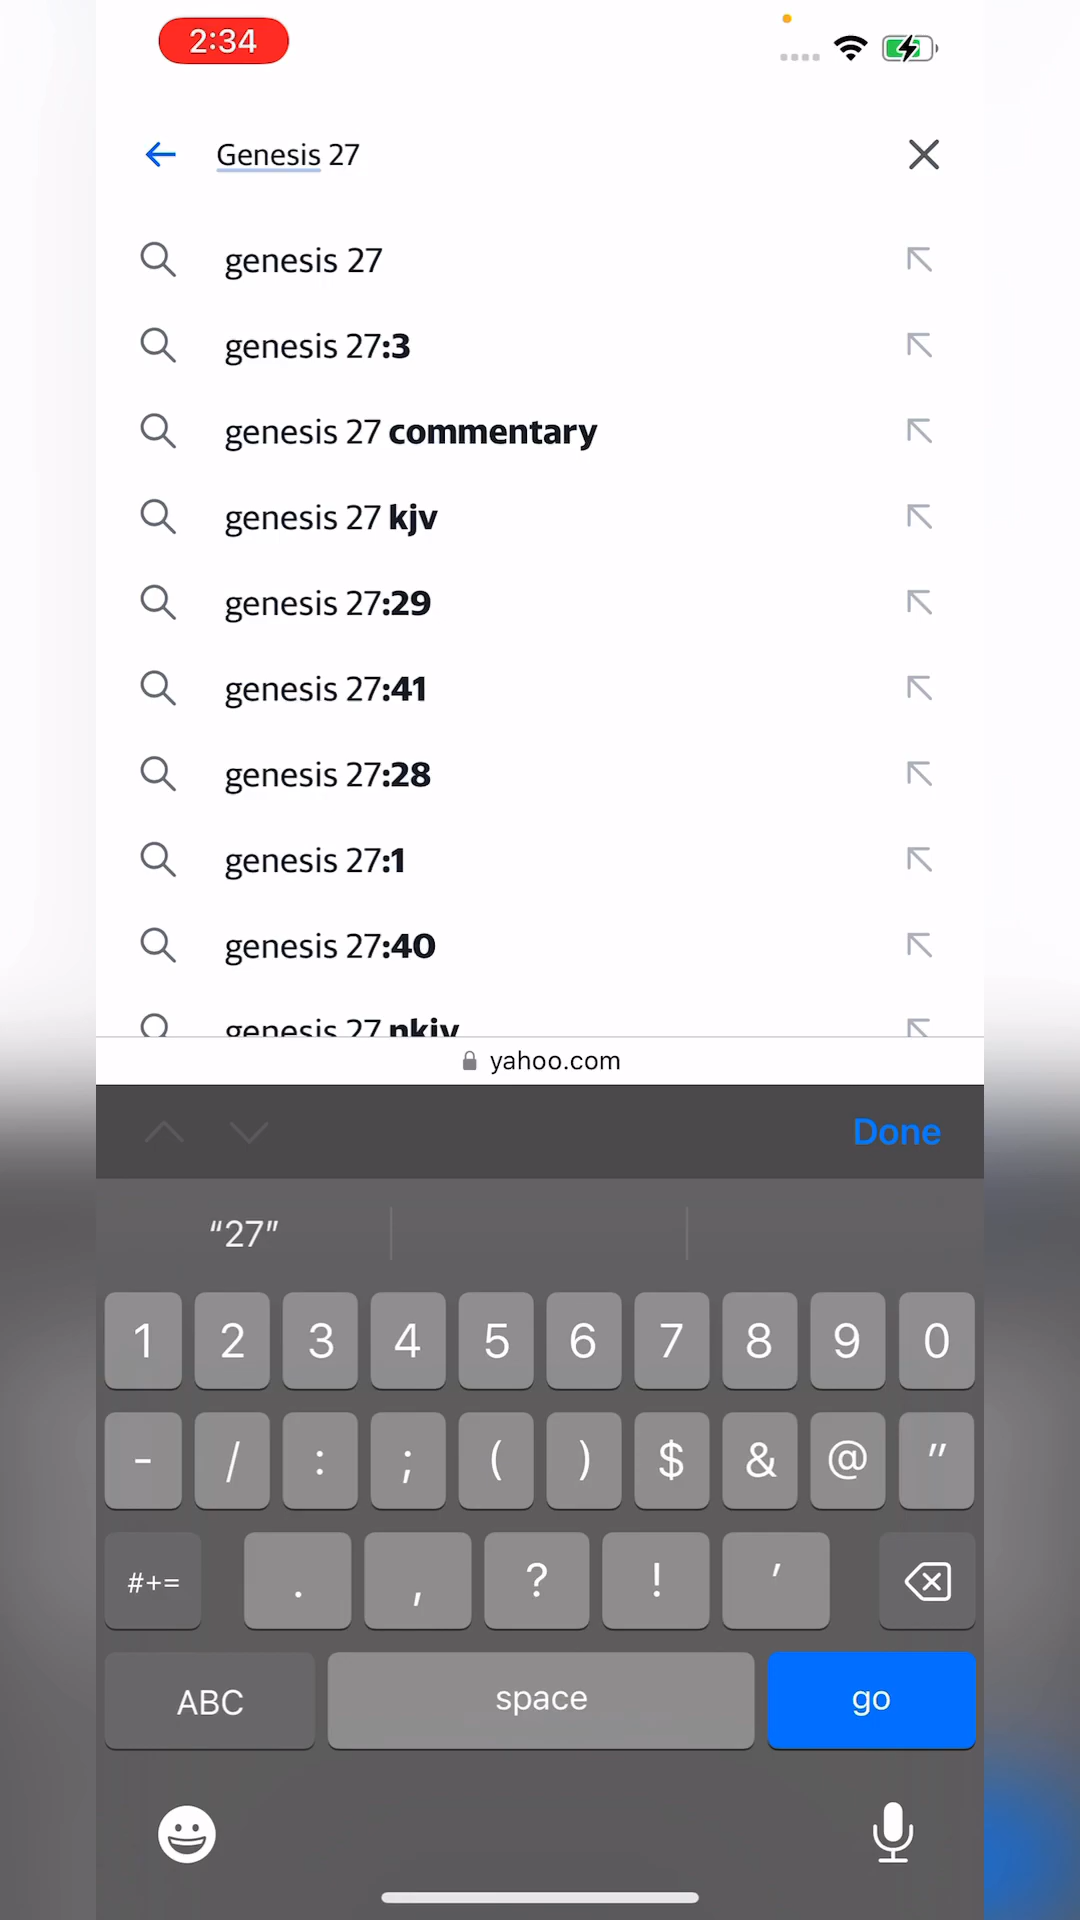 2:34
Genesis 27
genesis 27
genesis 27:3
genesis 27 commentary
genesis 27 kjv
genesis 27:29
genesis 27:41
genesis 27:28
genesis 27:1
genesis 27:40
genesis 27 nkjv
yahoo.com
Done
“27”
1 2 3 4 5 6 7 8 9 0
- / : ; ( ) $ & @ "
#+= . , ? ! '
ABC space go